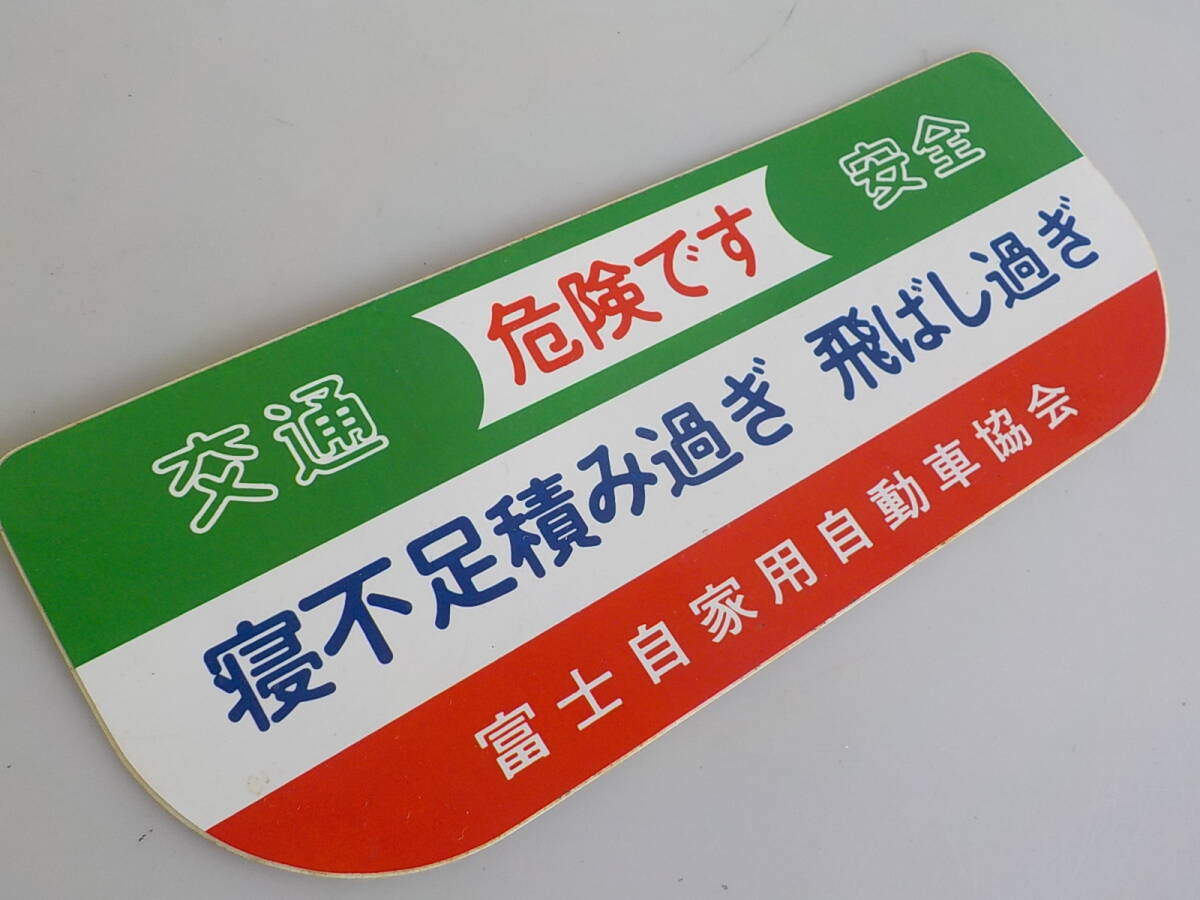 交通 危険です 安全
寝不足積み過ぎ 飛ばし過ぎ
富士自家用自動車協会